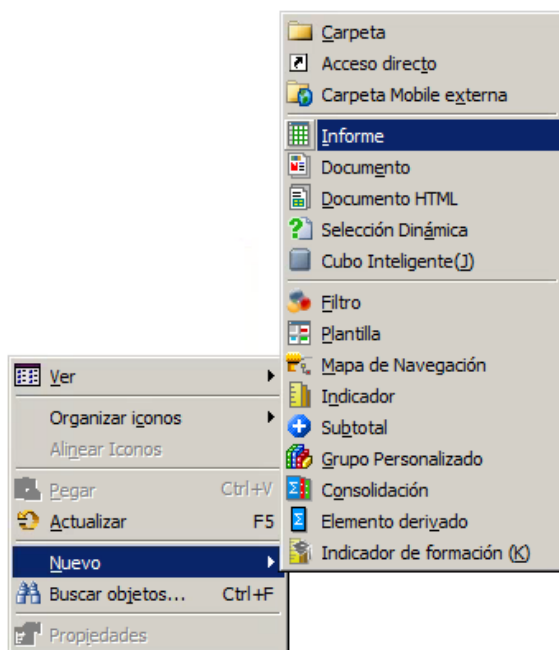 Carpeta
Acceso directo
Carpeta Mobile externa
Informe
Documento
Documento HTML
Selección Dinámica
Cubo Inteligente(J)
Filtro
Plantilla
Mapa de Navegación
Indicador
Subtotal
Grupo Personalizado
Consolidación
Elemento derivado
Indicador de formación (K)
Ver
Organizar iconos
Alinear Iconos
Pegar Ctrl+V
Actualizar F5
Nuevo
Buscar objetos... Ctrl+F
Propiedades